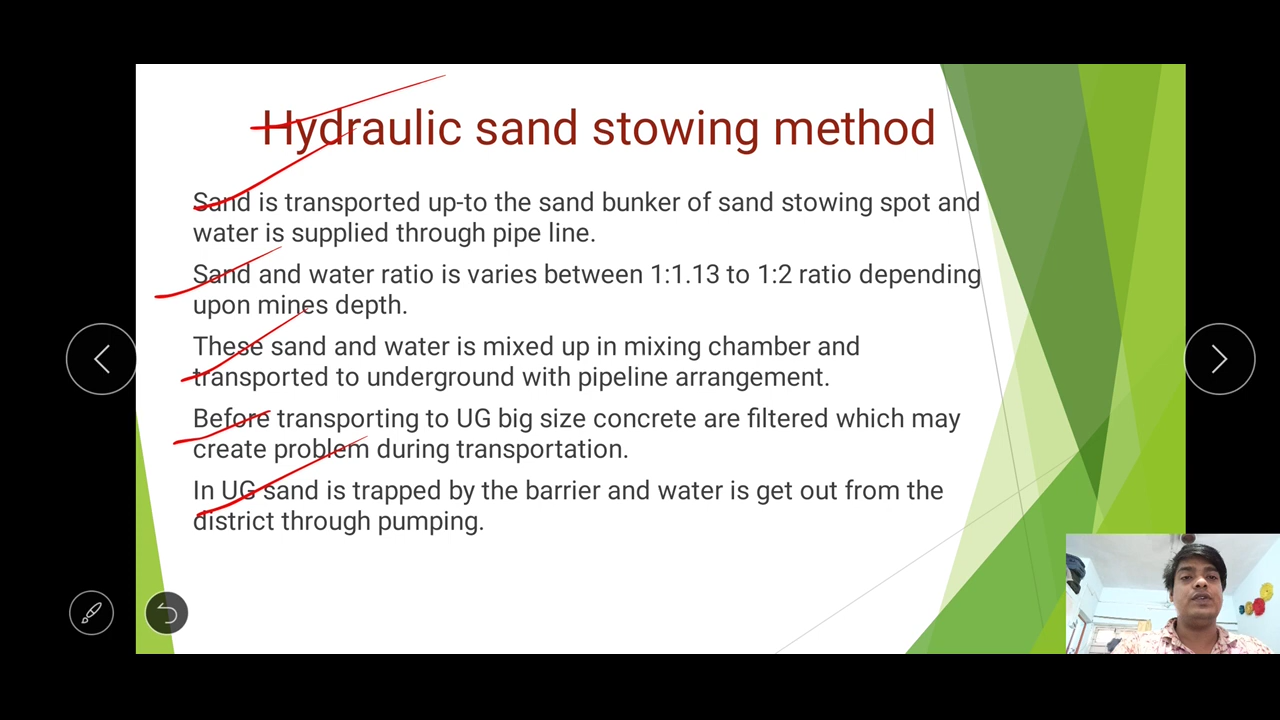 Hydraulic sand stowing method
Sand is transported up-to the sand bunker of sand stowing spot and
water is supplied through pipe line.
Sand and water ratio is varies between 1:1.13 to 1:2 ratio depending
upon mines depth.
These sand and water is mixed up in mixing chamber and
transported to underground with pipeline arrangement.
Before transporting to UG big size concrete are filtered which may
create problem during transportation.
In UG sand is trapped by the barrier and water is get out from the
district through pumping.